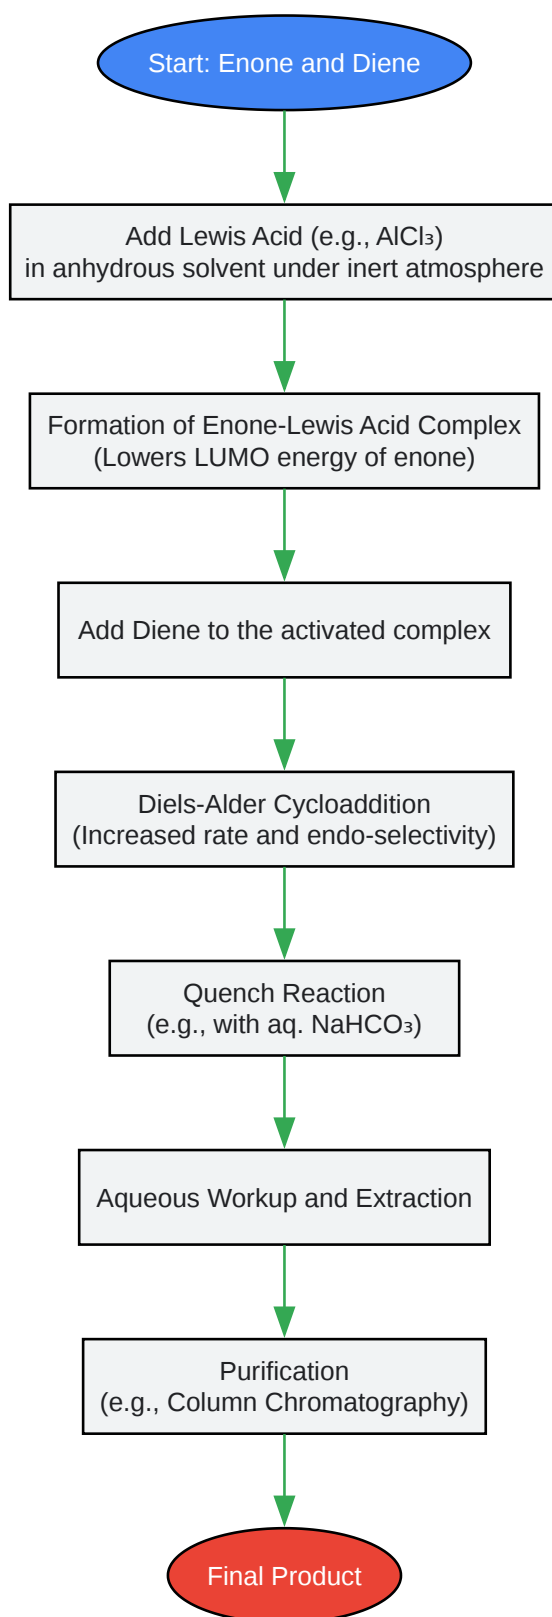 Start: Enone and Diene
Add Lewis Acid (e.g., AlCl₃)
in anhydrous solvent under inert atmosphere
Formation of Enone-Lewis Acid Complex
(Lowers LUMO energy of enone)
Add Diene to the activated complex
Diels-Alder Cycloaddition
(Increased rate and endo-selectivity)
Quench Reaction
(e.g., with aq. NaHCO₃)
Aqueous Workup and Extraction
Purification
(e.g., Column Chromatography)
Final Product